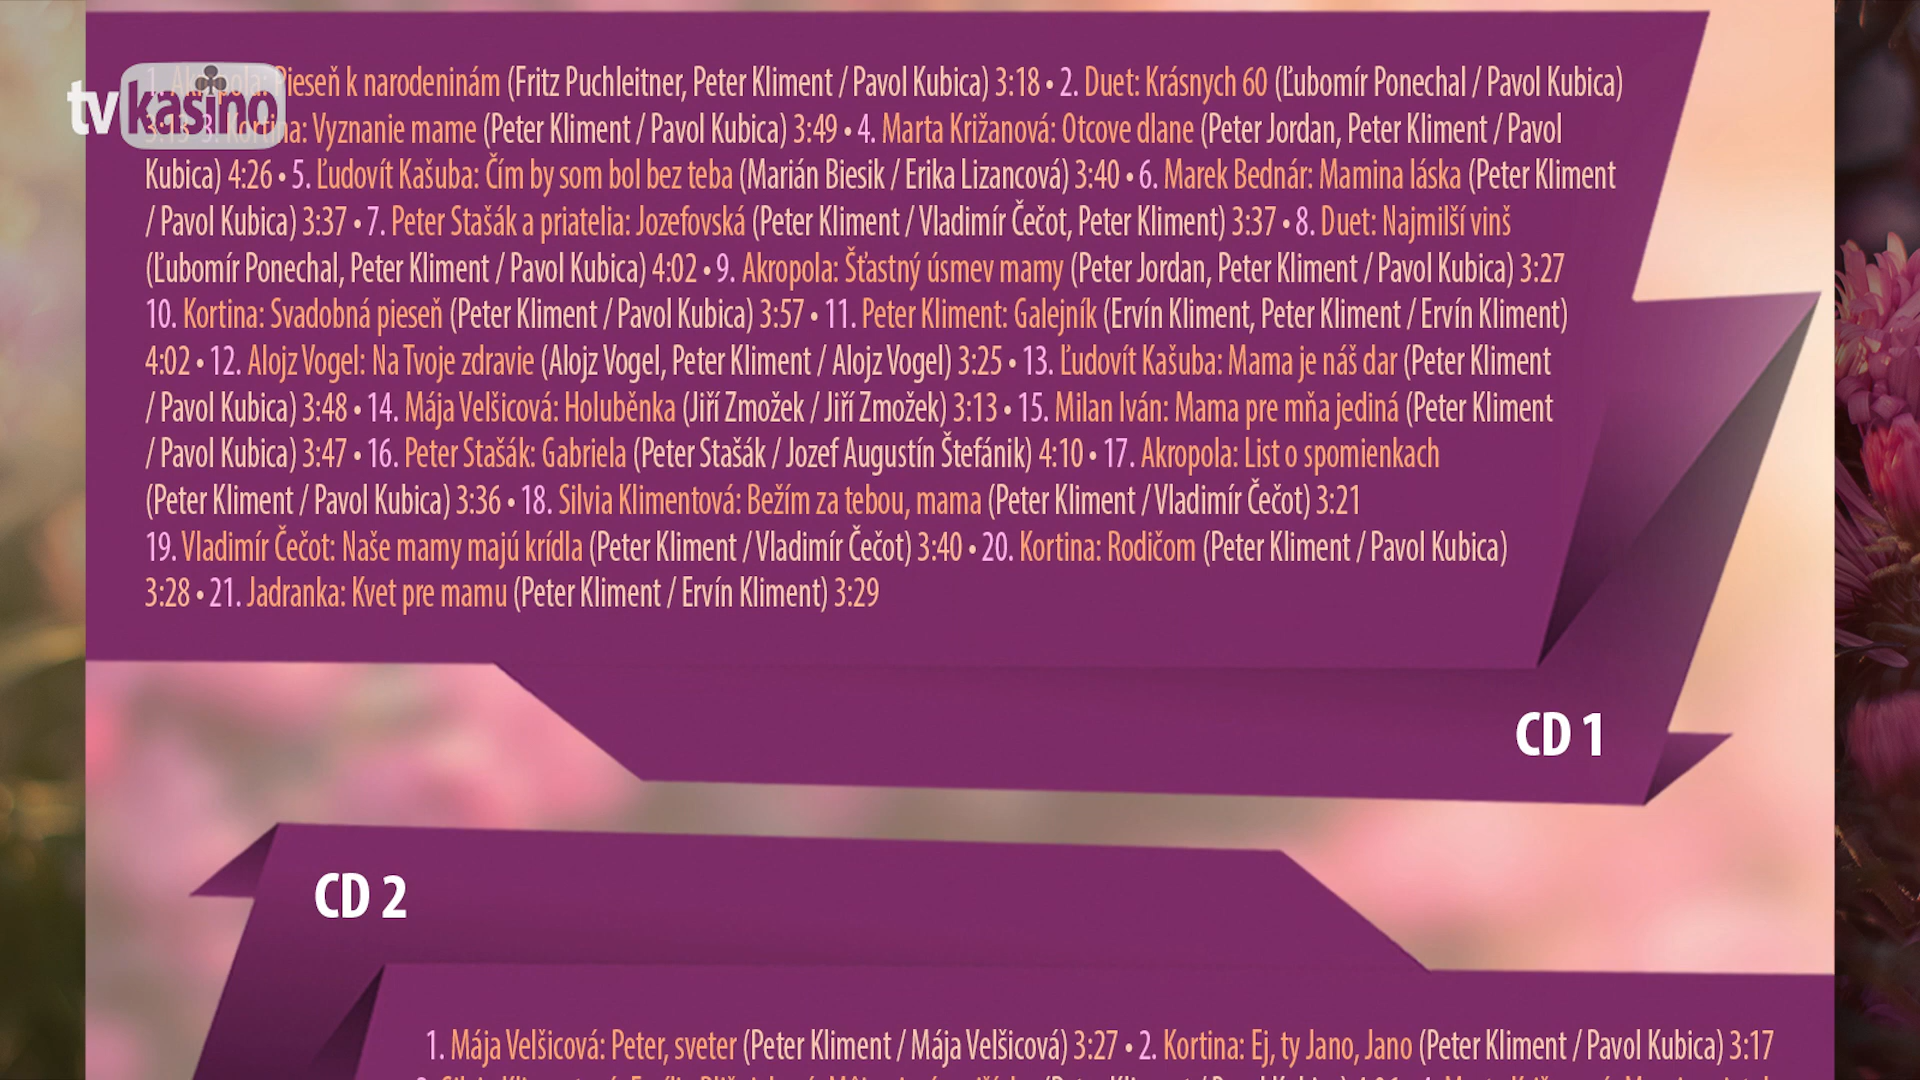 tvkasino
1. Akropola: Pieseň k narodeninám (Fritz Puchleitner, Peter Kliment / Pavol Kubica) 3:18 • 2. Duet: Krásnych 60 (Ľubomír Ponechal / Pavol Kubica)
3:13 3. Kortina: Vyznanie mame (Peter Kliment / Pavol Kubica) 3:49 • 4. Marta Križanová: Otcove dlane (Peter Jordan, Peter Kliment / Pavol
Kubica) 4:26 • 5. Ľudovít Kašuba: Čím by som bol bez teba (Marián Biesik / Erika Lizancová) 3:40 • 6. Marek Bednár: Mamina láska (Peter Kliment
/ Pavol Kubica) 3:37 • 7. Peter Stašák a priatelia: Jozefovská (Peter Kliment / Vladimír Čečot, Peter Kliment) 3:37 • 8. Duet: Najmilší vinš
(Ľubomír Ponechal, Peter Kliment / Pavol Kubica) 4:02 • 9. Akropola: Šťastný úsmev mamy (Peter Jordan, Peter Kliment / Pavol Kubica) 3:27
10. Kortina: Svadobná pieseň (Peter Kliment / Pavol Kubica) 3:57 • 11. Peter Kliment: Galejník (Ervín Kliment, Peter Kliment / Ervín Kliment)
4:02 • 12. Alojz Vogel: Na Tvoje zdravie (Alojz Vogel, Peter Kliment / Alojz Vogel) 3:25 • 13. Ľudovít Kašuba: Mama je náš dar (Peter Kliment
/ Pavol Kubica) 3:48 • 14. Mája Velšicová: Holuběnka (Jiří Zmožek / Jiří Zmožek) 3:13 • 15. Milan Iván: Mama pre mňa jediná (Peter Kliment
/ Pavol Kubica) 3:47 • 16. Peter Stašák: Gabriela (Peter Stašák / Jozef Augustín Štefánik) 4:10 • 17. Akropola: List o spomienkach
(Peter Kliment / Pavol Kubica) 3:36 • 18. Silvia Klimentová: Bežím za tebou, mama (Peter Kliment / Vladimír Čečot) 3:21
19. Vladimír Čečot: Naše mamy majú krídla (Peter Kliment / Vladimír Čečot) 3:40 • 20. Kortina: Rodičom (Peter Kliment / Pavol Kubica)
3:28 • 21. Jadranka: Kvet pre mamu (Peter Kliment / Ervín Kliment) 3:29
CD 1
CD 2
1. Mája Velšicová: Peter, sveter (Peter Kliment / Mája Velšicová) 3:27 • 2. Kortina: Ej, ty Jano, Jano (Peter Kliment / Pavol Kubica) 3:17